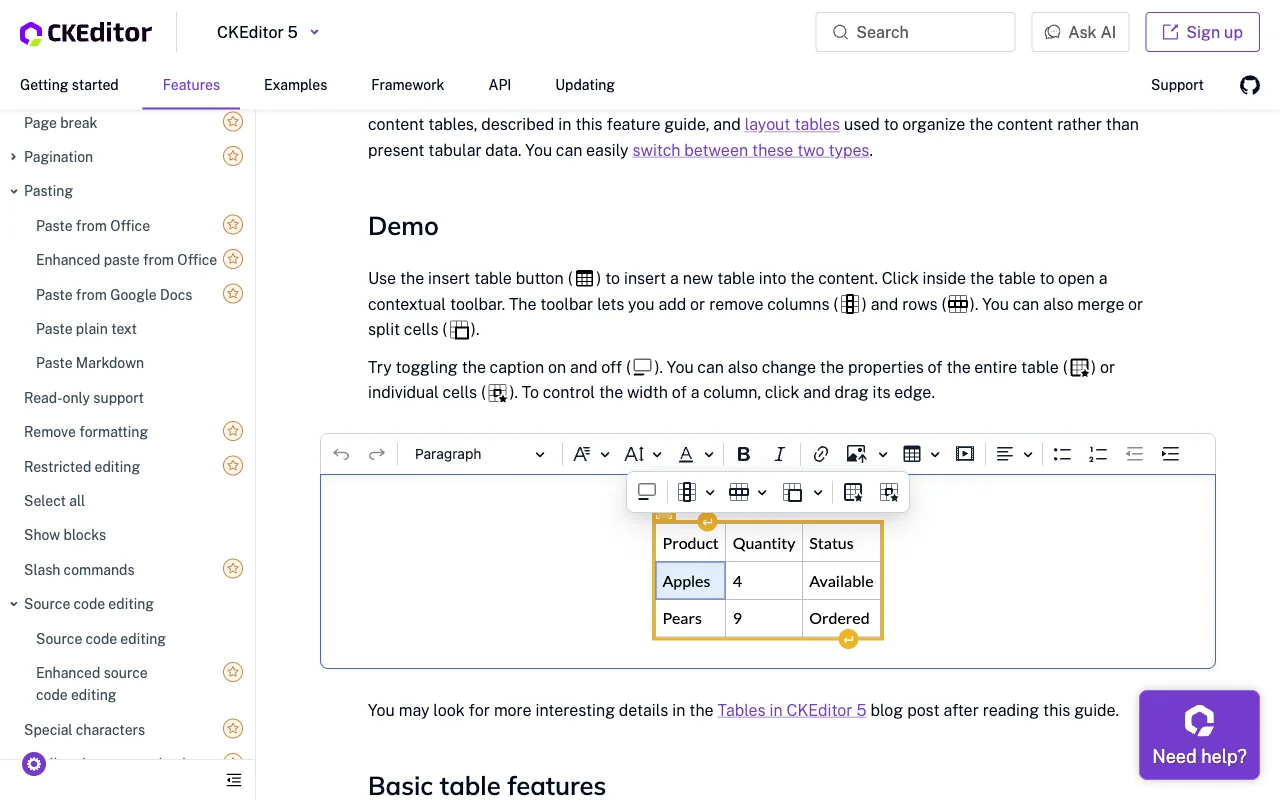 CKEditor
CKEditor 5
Search
Ask AI
Sign up
Getting started
Features
Examples
Framework
API
Updating
Support
Page break
Pagination
Pasting
Paste from Office
Enhanced paste from Office
Paste from Google Docs
Paste plain text
Paste Markdown
Read-only support
Remove formatting
Restricted editing
Select all
Show blocks
Slash commands
Source code editing
Source code editing
Enhanced source
code editing
Special characters
content tables, described in this feature guide, and layout tables used to organize the content rather than
present tabular data. You can easily switch between these two types.
Demo
Use the insert table button ( ) to insert a new table into the content. Click inside the table to open a
contextual toolbar. The toolbar lets you add or remove columns ( ) and rows ( ). You can also merge or
split cells ( ).
Try toggling the caption on and off ( ). You can also change the properties of the entire table ( ) or
individual cells ( ). To control the width of a column, click and drag its edge.
Paragraph
Product Quantity Status
Apples 4 Available
Pears 9 Ordered
You may look for more interesting details in the Tables in CKEditor 5 blog post after reading this guide.
Need help?
Basic table features